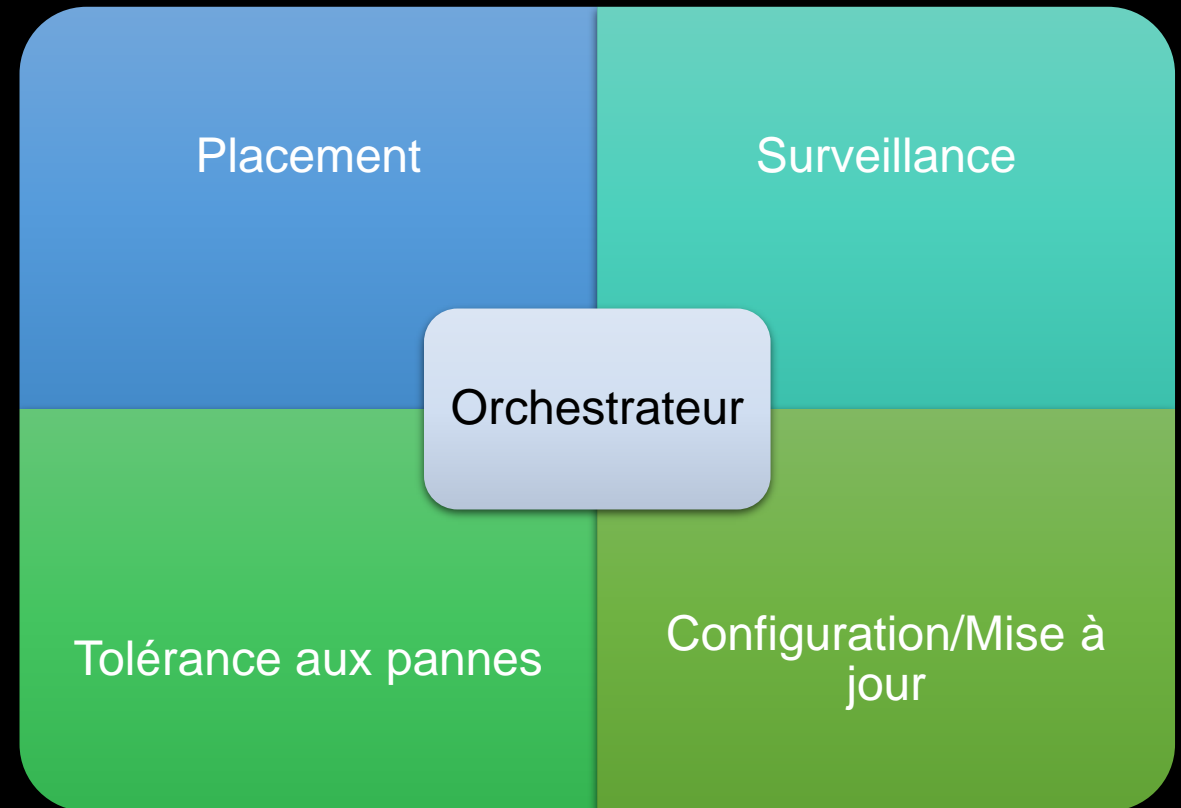 Placement
Surveillance
Orchestrateur
Tolérance aux pannes
Configuration/Mise à
jour